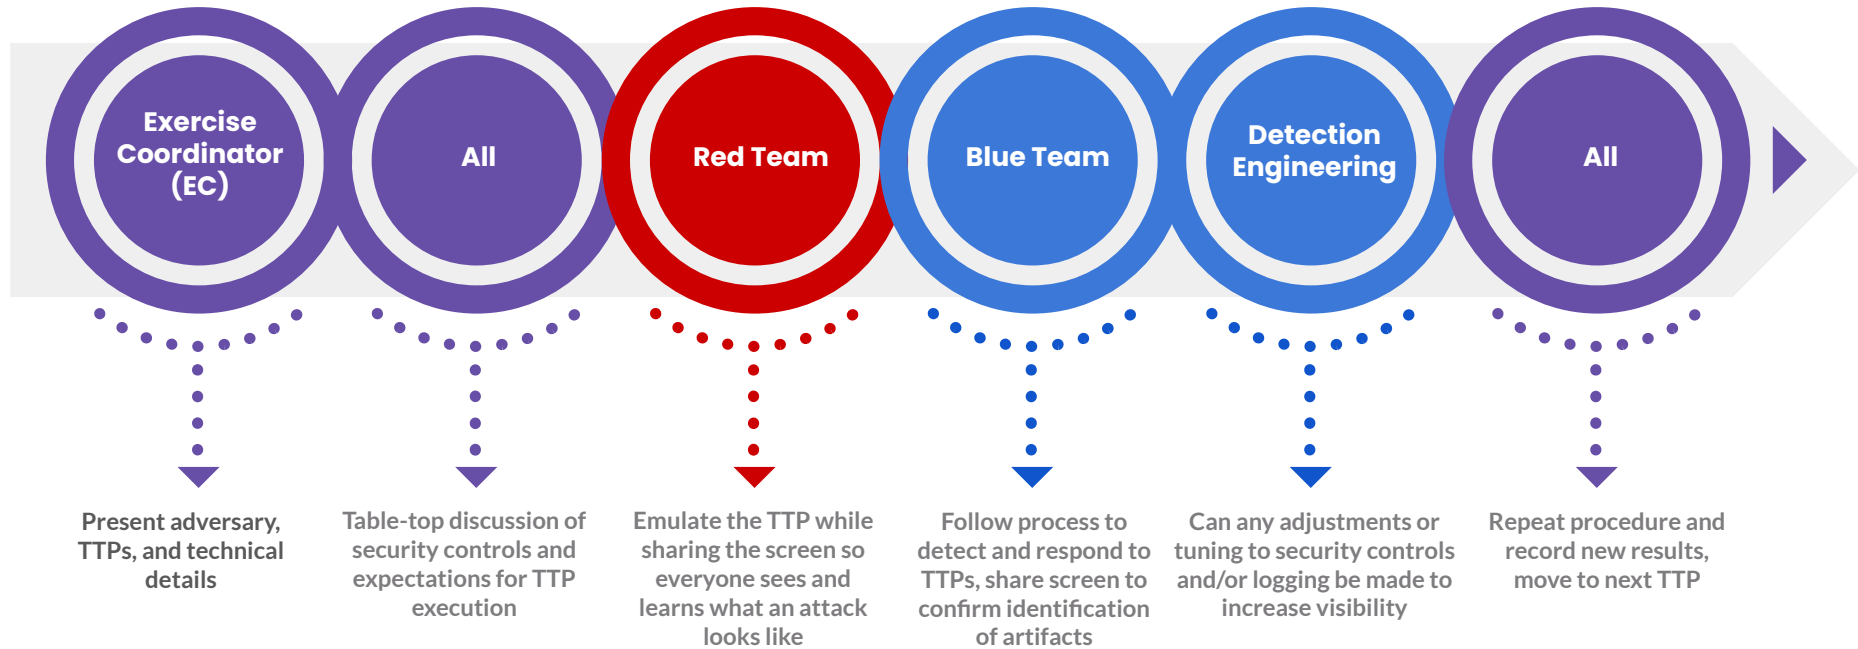 Exercise
Coordinator
(EC)
All
Red Team
Blue Team
Detection
Engineering
All
Present adversary,
TTPs, and technical
details
Table-top discussion of
security controls and
expectations for TTP
execution
Emulate the TTP while
sharing the screen so
everyone sees and
learns what an attack
looks like
Follow process to
detect and respond to
TTPs, share screen to
confirm identification
of artifacts
Can any adjustments or
tuning to security controls
and/or logging be made to
increase visibility
Repeat procedure and
record new results,
move to next TTP